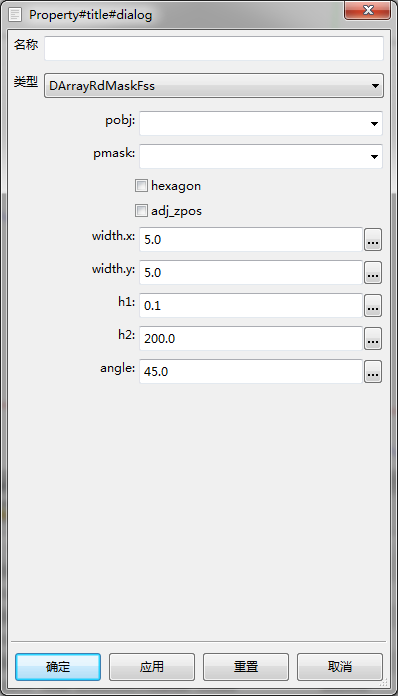 Property#title#dialog
名称
类型 DArrayRdMaskFss
pobj:
pmask:
hexagon
adj_zpos
width.x: 5.0 ...
width.y: 5.0 ...
h1: 0.1 ...
h2: 200.0 ...
angle: 45.0 ...
确定 应用 重置 取消